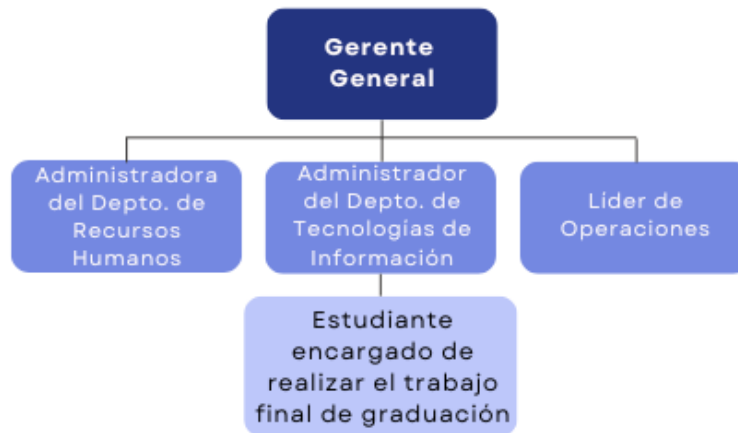 Gerente
General
Administradora
del Depto. de
Recursos
Humanos
Administrador
del Depto. de
Tecnologías de
Información
Lider de
Operaciones
Estudiante
encargado de
realizar el trabajo
final de graduación